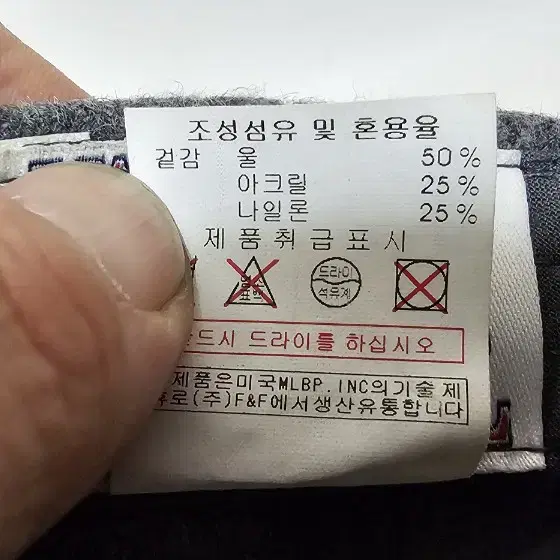 조성섬유 및 혼용율
겉감 울 50%
아크릴 25%
나일론 25%
제품취급표시
드라이
석유계
드시 드라이를 하십시오
제품은미국MLBP.INC의기술제
휴로(주)F&F에서생산유통합니다